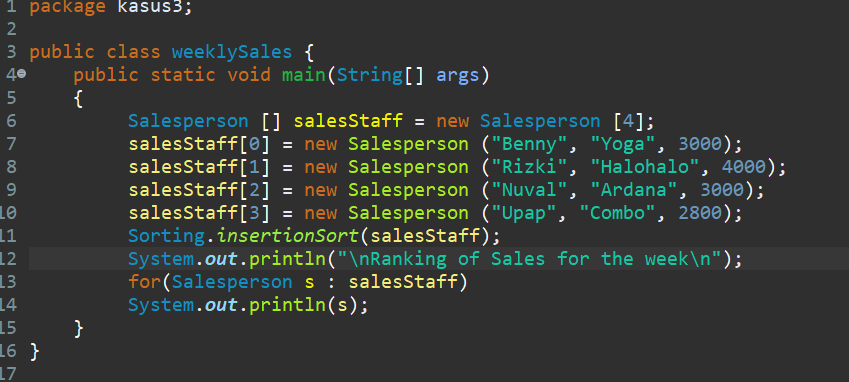 1 package kasus3;
2
3 public class weeklySales {
4 public static void main(String[] args)
5 {
6 Salesperson [] salesStaff = new Salesperson [4];
7 salesStaff[0] = new Salesperson ("Benny", "Yoga", 3000);
8 salesStaff[1] = new Salesperson ("Rizki", "Halohalo", 4000);
9 salesStaff[2] = new Salesperson ("Nuval", "Ardana", 3000);
10 salesStaff[3] = new Salesperson ("Upap", "Combo", 2800);
11 Sorting.insertionSort(salesStaff);
12 System.out.println("\nRanking of Sales for the week\n");
13 for(Salesperson s : salesStaff)
14 System.out.println(s);
15 }
16 }
17